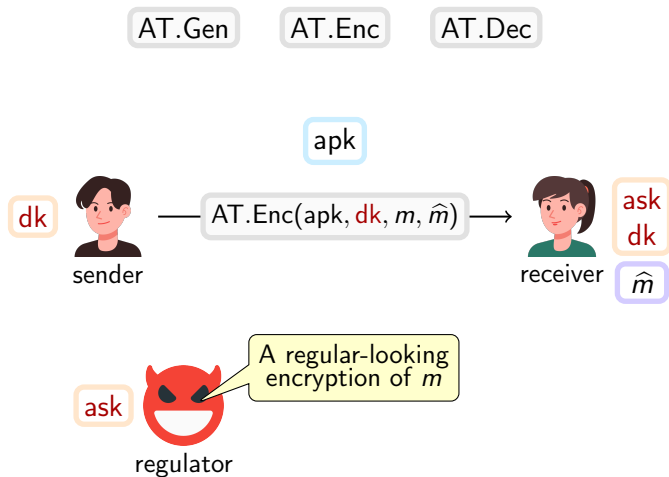 AT.Gen AT.Enc AT.Dec
apk
dk
AT.Enc(apk, dk, m, m̂)
ask
dk
sender
receiver
m̂
A regular-looking
encryption of m
ask
regulator